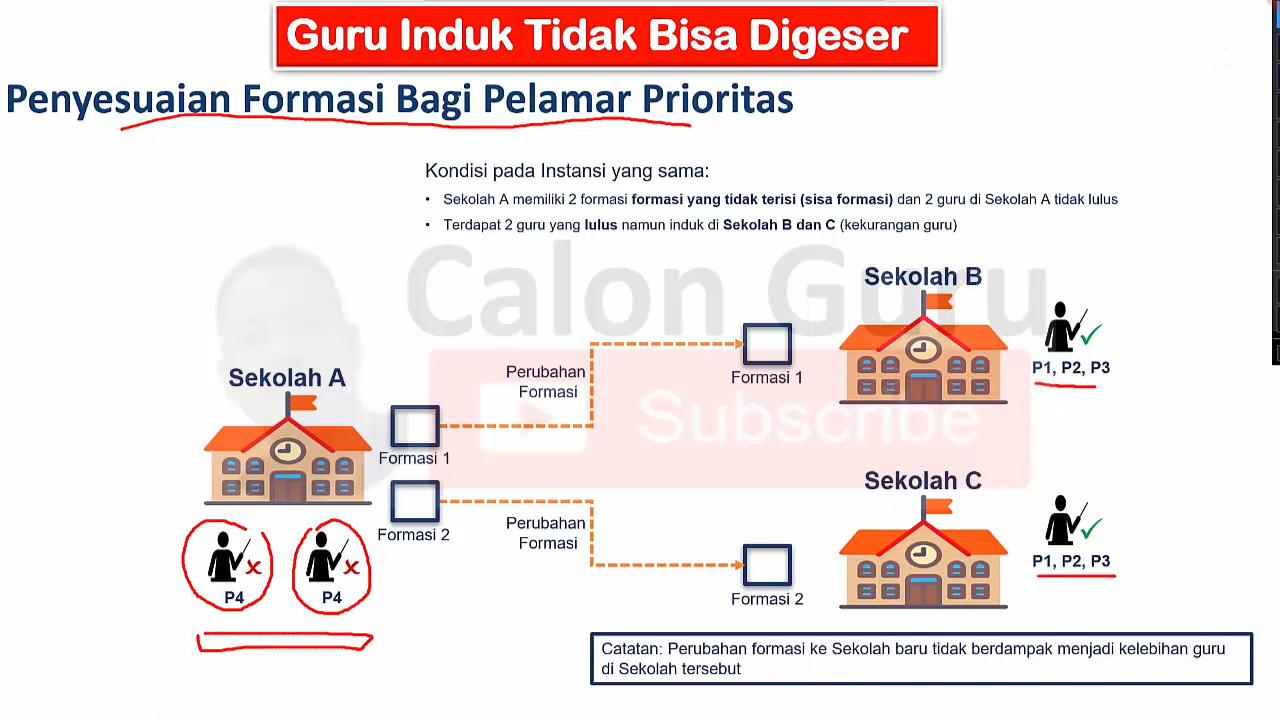 Guru Induk Tidak Bisa Digeser
Penyesuaian Formasi Bagi Pelamar Prioritas
Kondisi pada Instansi yang sama:
• Sekolah A memiliki 2 formasi formasi yang tidak terisi (sisa formasi) dan 2 guru di Sekolah A tidak lulus
• Terdapat 2 guru yang lulus namun induk di Sekolah B dan C (kekurangan guru)
Calon Guru
Subscribe
Sekolah B
P1, P2, P3
Formasi 1
Perubahan
Formasi
Sekolah A
Formasi 1
Formasi 2
Perubahan
Formasi
P4
P4
Sekolah C
P1, P2, P3
Formasi 2
Catatan: Perubahan formasi ke Sekolah baru tidak berdampak menjadi kelebihan guru
di Sekolah tersebut